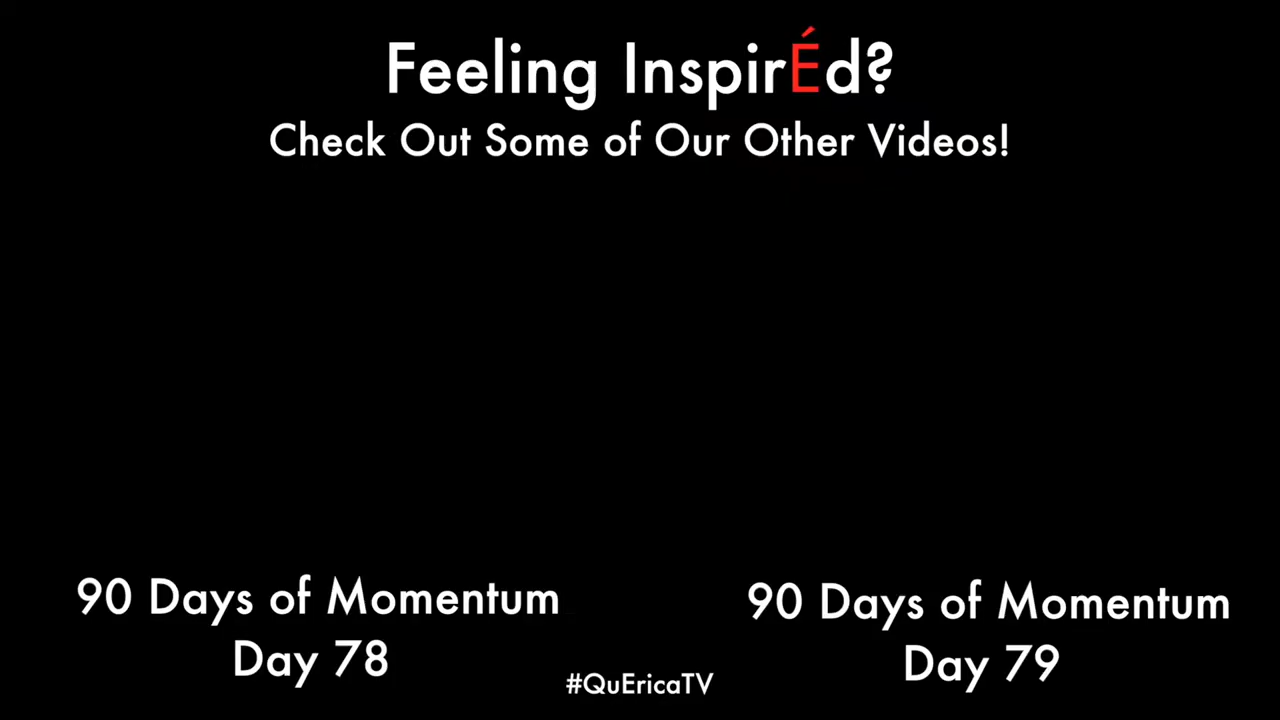 Feeling InspirÉd?
Check Out Some of Our Other Videos!
90 Days of Momentum
Day 78
90 Days of Momentum
Day 79
#QuEricaTV